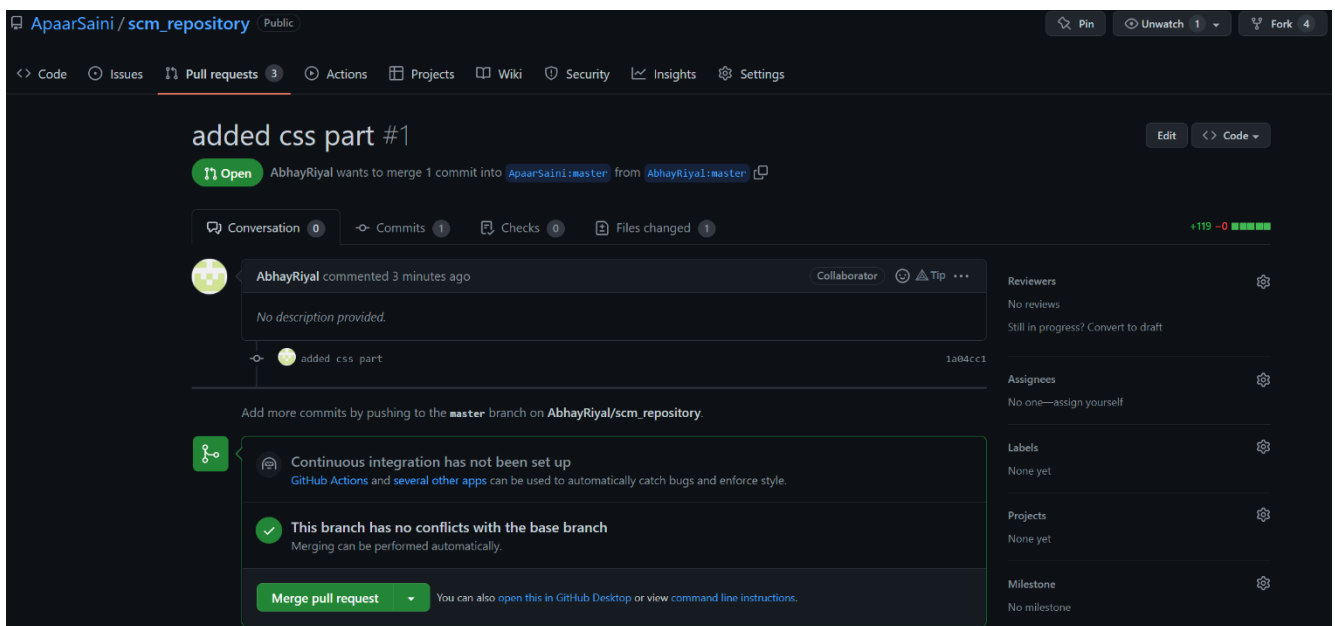 ApaarSaini / scm_repository Public
Pin Unwatch 1 Fork 4
<> Code Issues Pull requests 3 Actions Projects Wiki Security Insights Settings
added css part #1
Edit <> Code
Open AbhayRiyal wants to merge 1 commit into ApaarSaini:master from AbhayRiyal:master
Conversation 0 Commits 1 Checks 0 Files changed 1
+119 −0
AbhayRiyal commented 3 minutes ago
Collaborator Tip ...
No description provided.
added css part 1a04cc1
Add more commits by pushing to the master branch on AbhayRiyal/scm_repository.
Continuous integration has not been set up
GitHub Actions and several other apps can be used to automatically catch bugs and enforce style.
This branch has no conflicts with the base branch
Merging can be performed automatically.
Merge pull request
You can also open this in GitHub Desktop or view command line instructions.
Reviewers
No reviews
Still in progress? Convert to draft
Assignees
No one—assign yourself
Labels
None yet
Projects
None yet
Milestone
No milestone